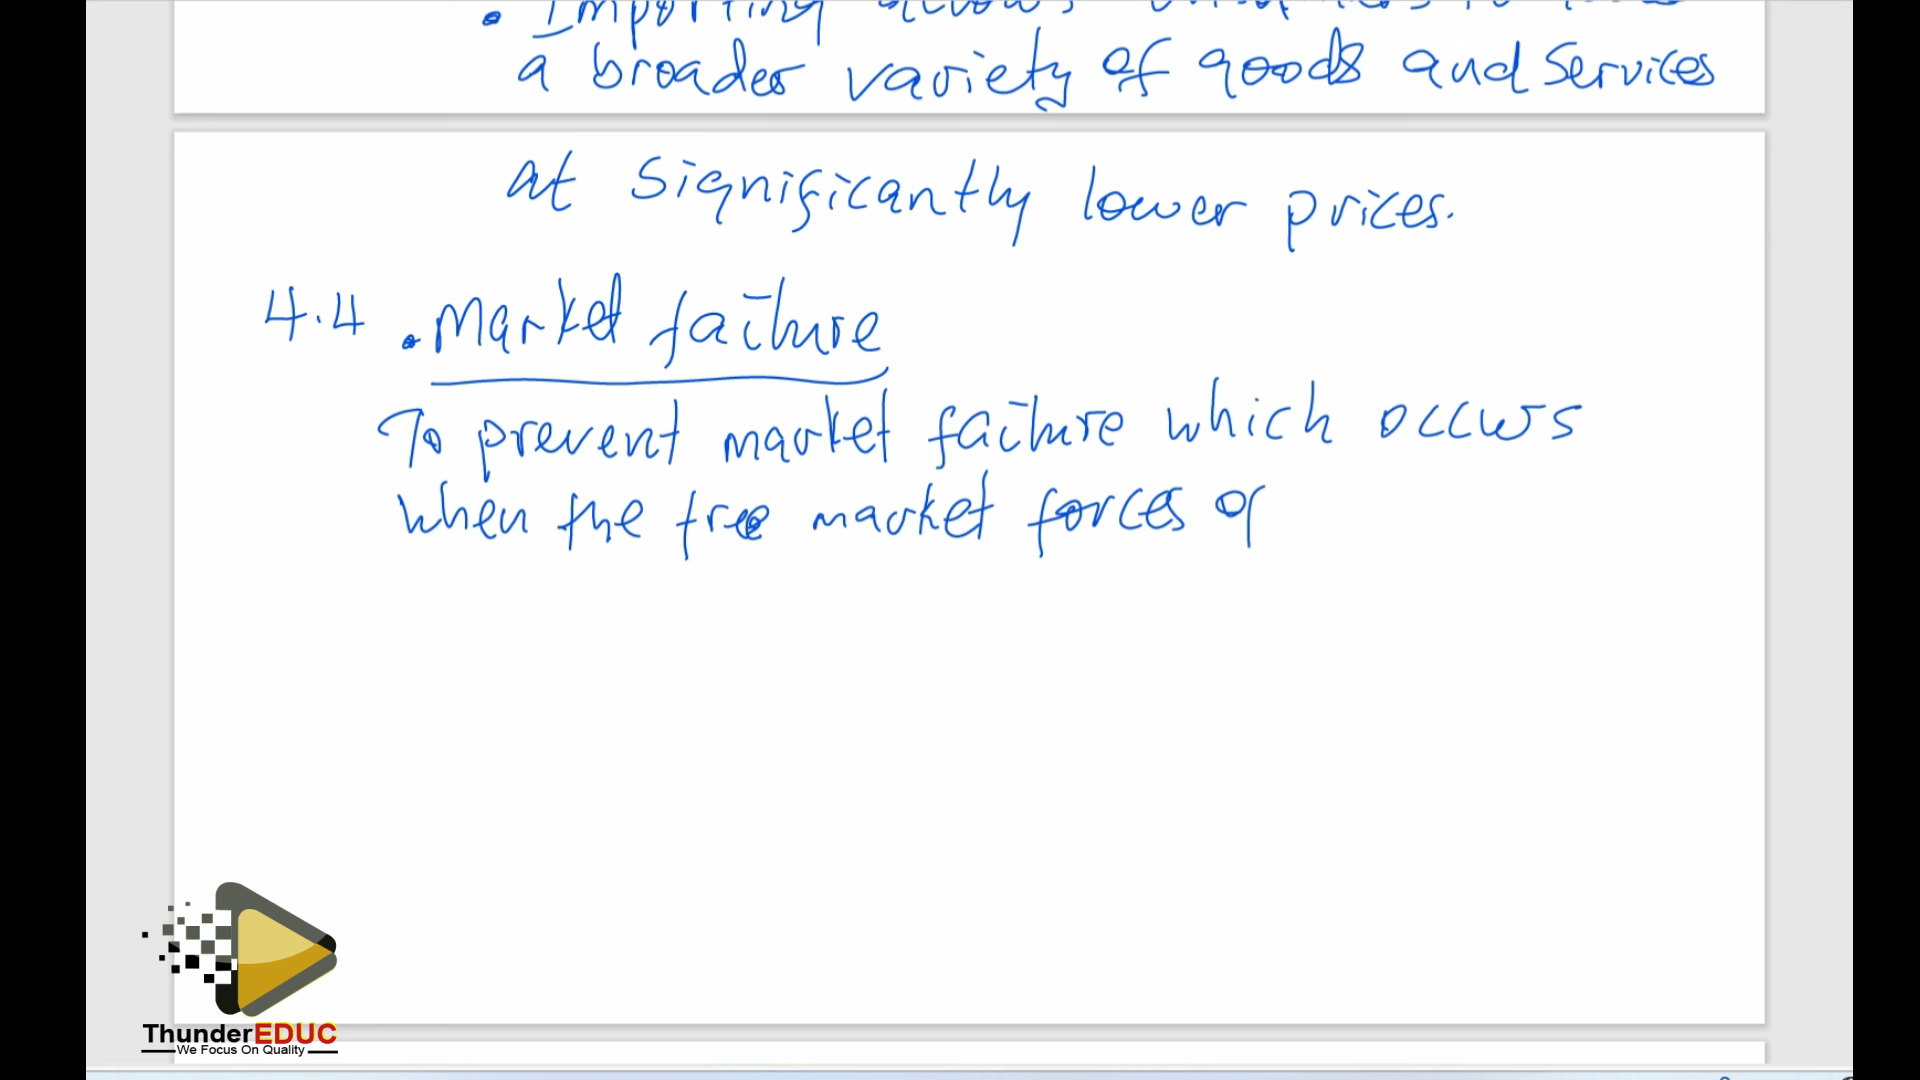 • Importing
a broader variety of goods and services
at significantly lower prices.
4.4 • Market failure
To prevent market failure which occurs
when the free market forces of
ThunderEDUC
We Focus On Quality